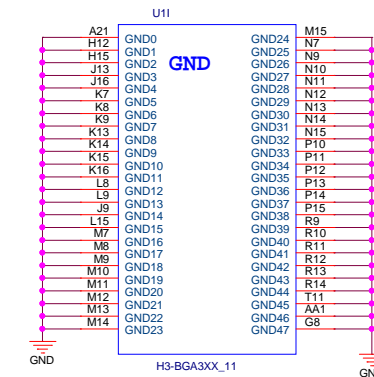 U1I
A21 GND0 GND24 M15
H12 GND1 GND25 N7
H15 GND2 GND26 N9
J13 GND3 GND27 N10
J16 GND4 GND28 N11
K7 GND5 GND29 N12
K8 GND6 GND30 N13
K9 GND7 GND31 N14
K13 GND8 GND32 N15
K14 GND9 GND33 P10
K15 GND10 GND34 P11
K16 GND11 GND35 P12
L8 GND12 GND36 P13
L9 GND13 GND37 P14
J9 GND14 GND38 P15
L15 GND15 GND39 R9
M7 GND16 GND40 R10
M8 GND17 GND41 R11
M9 GND18 GND42 R12
M10 GND19 GND43 R13
M11 GND20 GND44 R14
M12 GND21 GND45 T11
M13 GND22 GND46 AA1
M14 GND23 GND47 G8
GND
GND
H3-BGA3XX_11